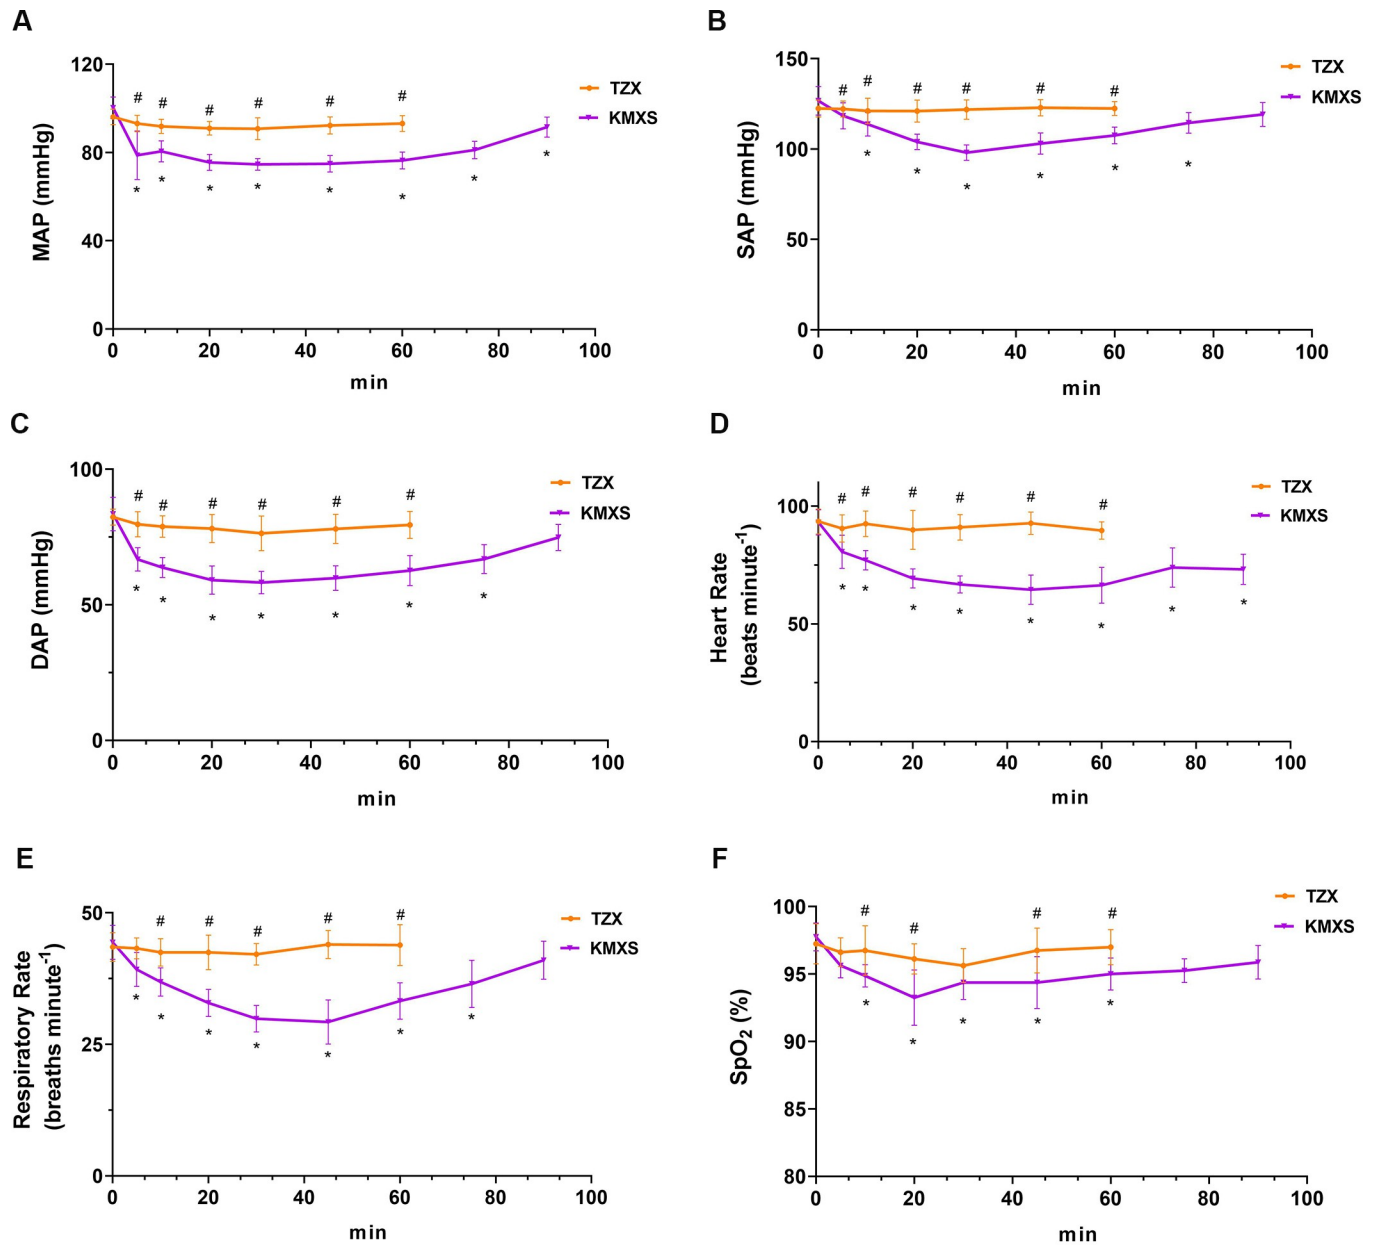 A
120
80
40
0
MAP (mmHg)
# # # # # #
* * * * * * * *
TZX
KMXS
0 20 40 60 80 100
min
B
150
100
50
0
SAP (mmHg)
# # # # # # #
* * * * * *
TZX
KMXS
0 20 40 60 80 100
min
C
100
50
0
DAP (mmHg)
# # # # # #
* * * * * * *
TZX
KMXS
0 20 40 60 80 100
min
D
100
50
0
Heart Rate
(beats minute⁻¹)
# # # # # #
* * * * * * * *
TZX
KMXS
0 20 40 60 80 100
min
E
50
25
0
Respiratory Rate
(breaths minute⁻¹)
# # # # #
* * * * * * *
TZX
KMXS
0 20 40 60 80 100
min
F
100
95
90
85
80
SpO₂ (%)
# # # #
* * * * *
TZX
KMXS
0 20 40 60 80 100
min